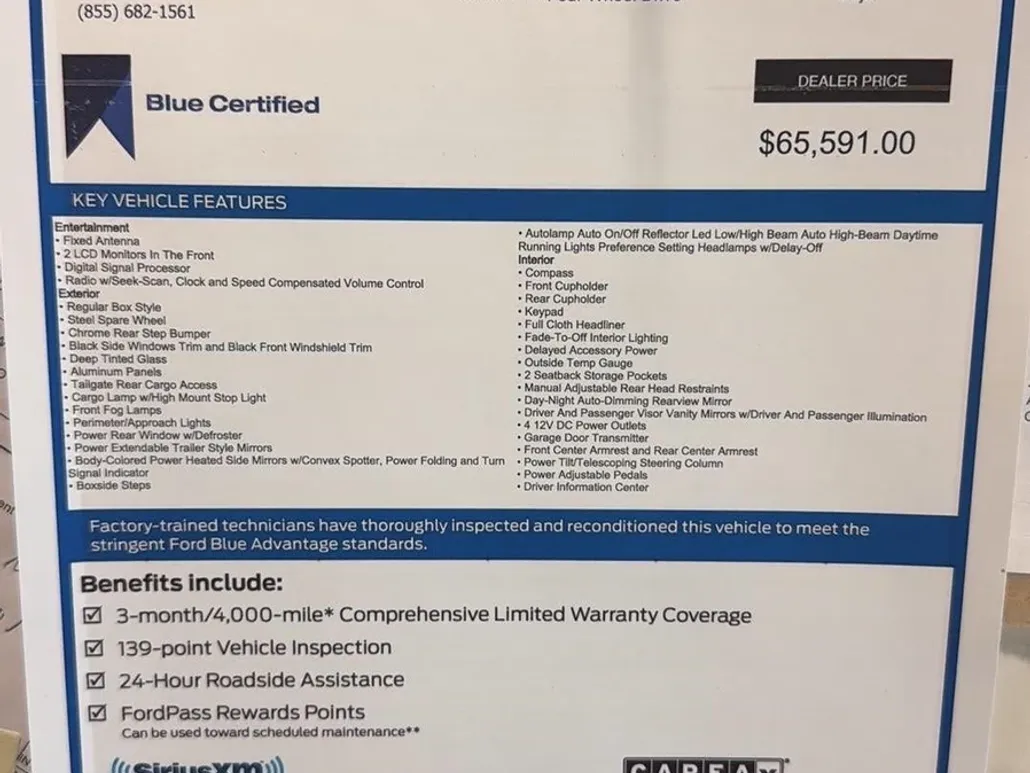 (855) 682-1561
Blue Certified
DEALER PRICE
$65,591.00
KEY VEHICLE FEATURES
Entertainment
• Fixed Antenna
• 2 LCD Monitors In The Front
• Digital Signal Processor
• Radio w/Seek-Scan, Clock and Speed Compensated Volume Control
Exterior
• Regular Box Style
• Steel Spare Wheel
• Chrome Rear Step Bumper
• Black Side Windows Trim and Black Front Windshield Trim
• Deep Tinted Glass
• Aluminum Panels
• Tailgate Rear Cargo Access
• Cargo Lamp w/High Mount Stop Light
• Front Fog Lamps
• Perimeter/Approach Lights
• Power Rear Window w/Defroster
• Power Extendable Trailer Style Mirrors
• Body-Colored Power Heated Side Mirrors w/Convex Spotter, Power Folding and Turn
Signal Indicator
• Boxside Steps
• Autolamp Auto On/Off Reflector Led Low/High Beam Auto High-Beam Daytime
Running Lights Preference Setting Headlamps w/Delay-Off
Interior
• Compass
• Front Cupholder
• Rear Cupholder
• Keypad
• Full Cloth Headliner
• Fade-To-Off Interior Lighting
• Delayed Accessory Power
• Outside Temp Gauge
• 2 Seatback Storage Pockets
• Manual Adjustable Rear Head Restraints
• Day-Night Auto-Dimming Rearview Mirror
• Driver And Passenger Visor Vanity Mirrors w/Driver And Passenger Illumination
• 4 12V DC Power Outlets
• Garage Door Transmitter
• Front Center Armrest and Rear Center Armrest
• Power Tilt/Telescoping Steering Column
• Power Adjustable Pedals
• Driver Information Center
Factory-trained technicians have thoroughly inspected and reconditioned this vehicle to meet the
stringent Ford Blue Advantage standards.
Benefits include:
☑ 3-month/4,000-mile* Comprehensive Limited Warranty Coverage
☑ 139-point Vehicle Inspection
☑ 24-Hour Roadside Assistance
☑ FordPass Rewards Points
Can be used toward scheduled maintenance**
SiriusXM
CARFAX